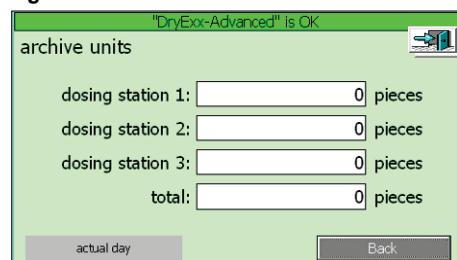 "DryExx-Advanced" is OK
archive units
dosing station 1: 0 pieces
dosing station 2: 0 pieces
dosing station 3: 0 pieces
total: 0 pieces
actual day Back